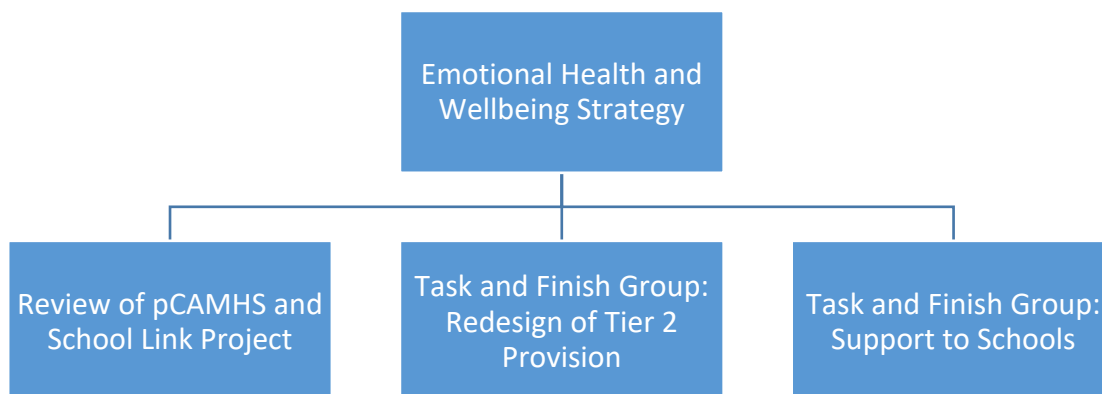 Emotional Health and
Wellbeing Strategy
Review of pCAMHS and
School Link Project
Task and Finish Group:
Redesign of Tier 2
Provision
Task and Finish Group:
Support to Schools